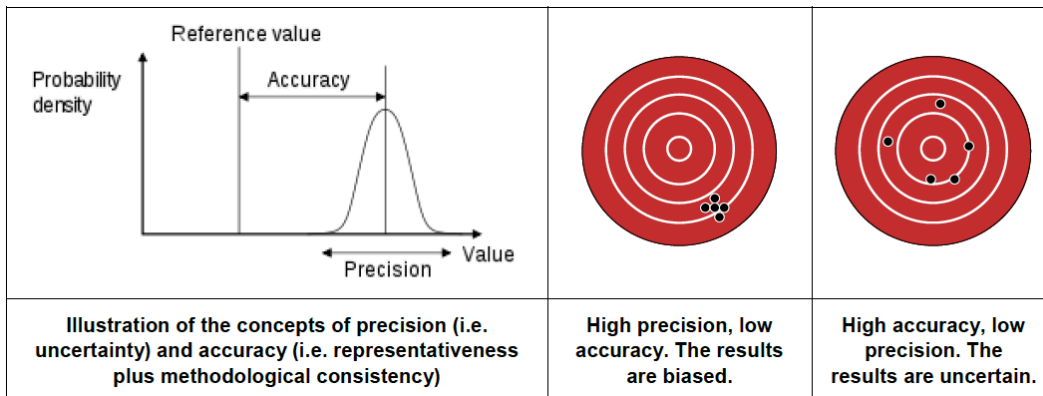 Reference value
Probability
density
Accuracy
Value
Precision
Illustration of the concepts of precision (i.e.
uncertainty) and accuracy (i.e. representativeness
plus methodological consistency)
High precision, low
accuracy. The results
are biased.
High accuracy, low
precision. The
results are uncertain.